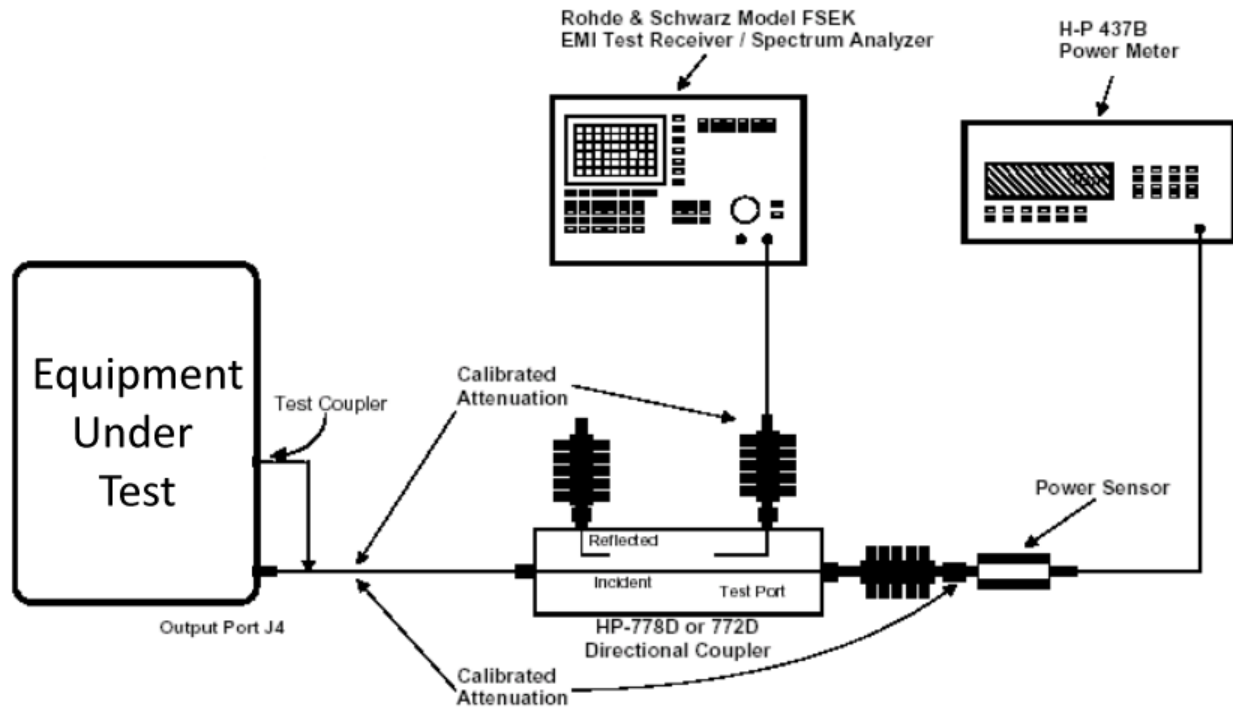 Rohde & Schwarz Model FSEK
EMI Test Receiver / Spectrum Analyzer
H-P 437B
Power Meter
Equipment
Under
Test
Test Coupler
Calibrated
Attenuation
Power Sensor
Reflected
Incident
Test Port
Output Port J4
HP-778D or 772D
Directional Coupler
Calibrated
Attenuation